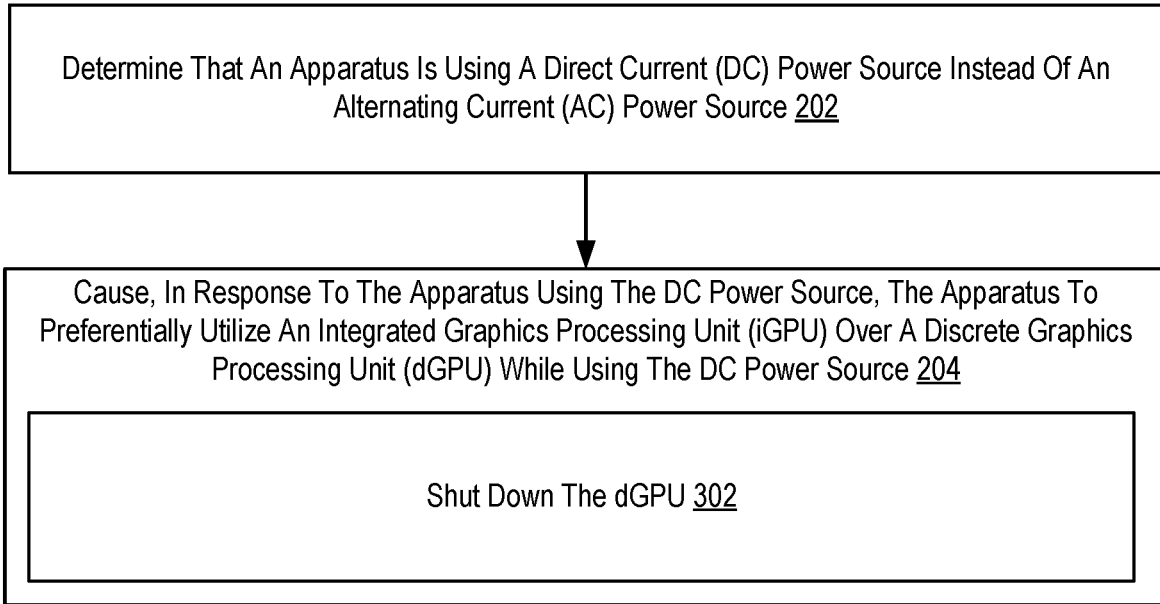 Determine That An Apparatus Is Using A Direct Current (DC) Power Source Instead Of An
Alternating Current (AC) Power Source 202
Cause, In Response To The Apparatus Using The DC Power Source, The Apparatus To
Preferentially Utilize An Integrated Graphics Processing Unit (iGPU) Over A Discrete Graphics
Processing Unit (dGPU) While Using The DC Power Source 204
Shut Down The dGPU 302